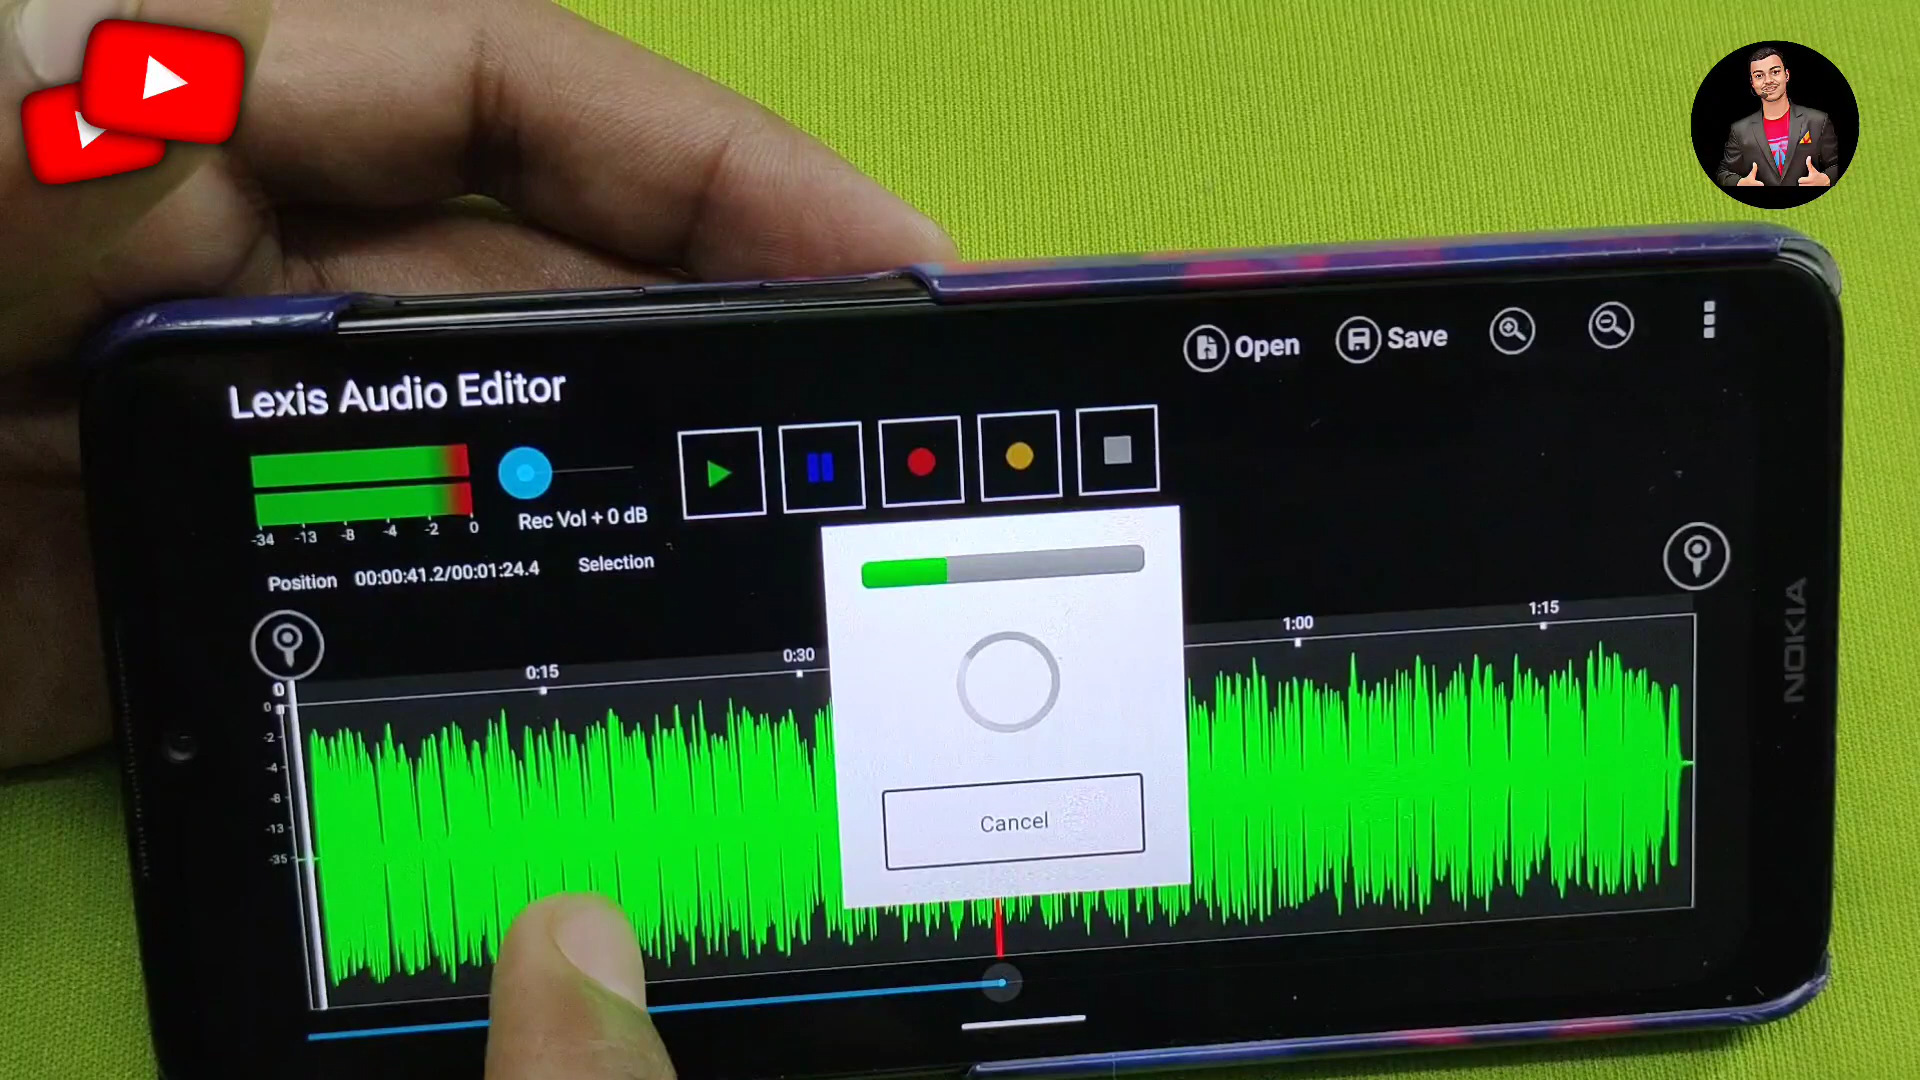 Open
Save
Lexis Audio Editor
-34 -13 -8 -4 -2 0
Rec Vol + 0 dB
Position 00:00:41.2/00:01:24.4 Selection
0:15 0:30 1:00 1:15
0
0
-2
-4
-8
-13
-35
Cancel
NOKIA